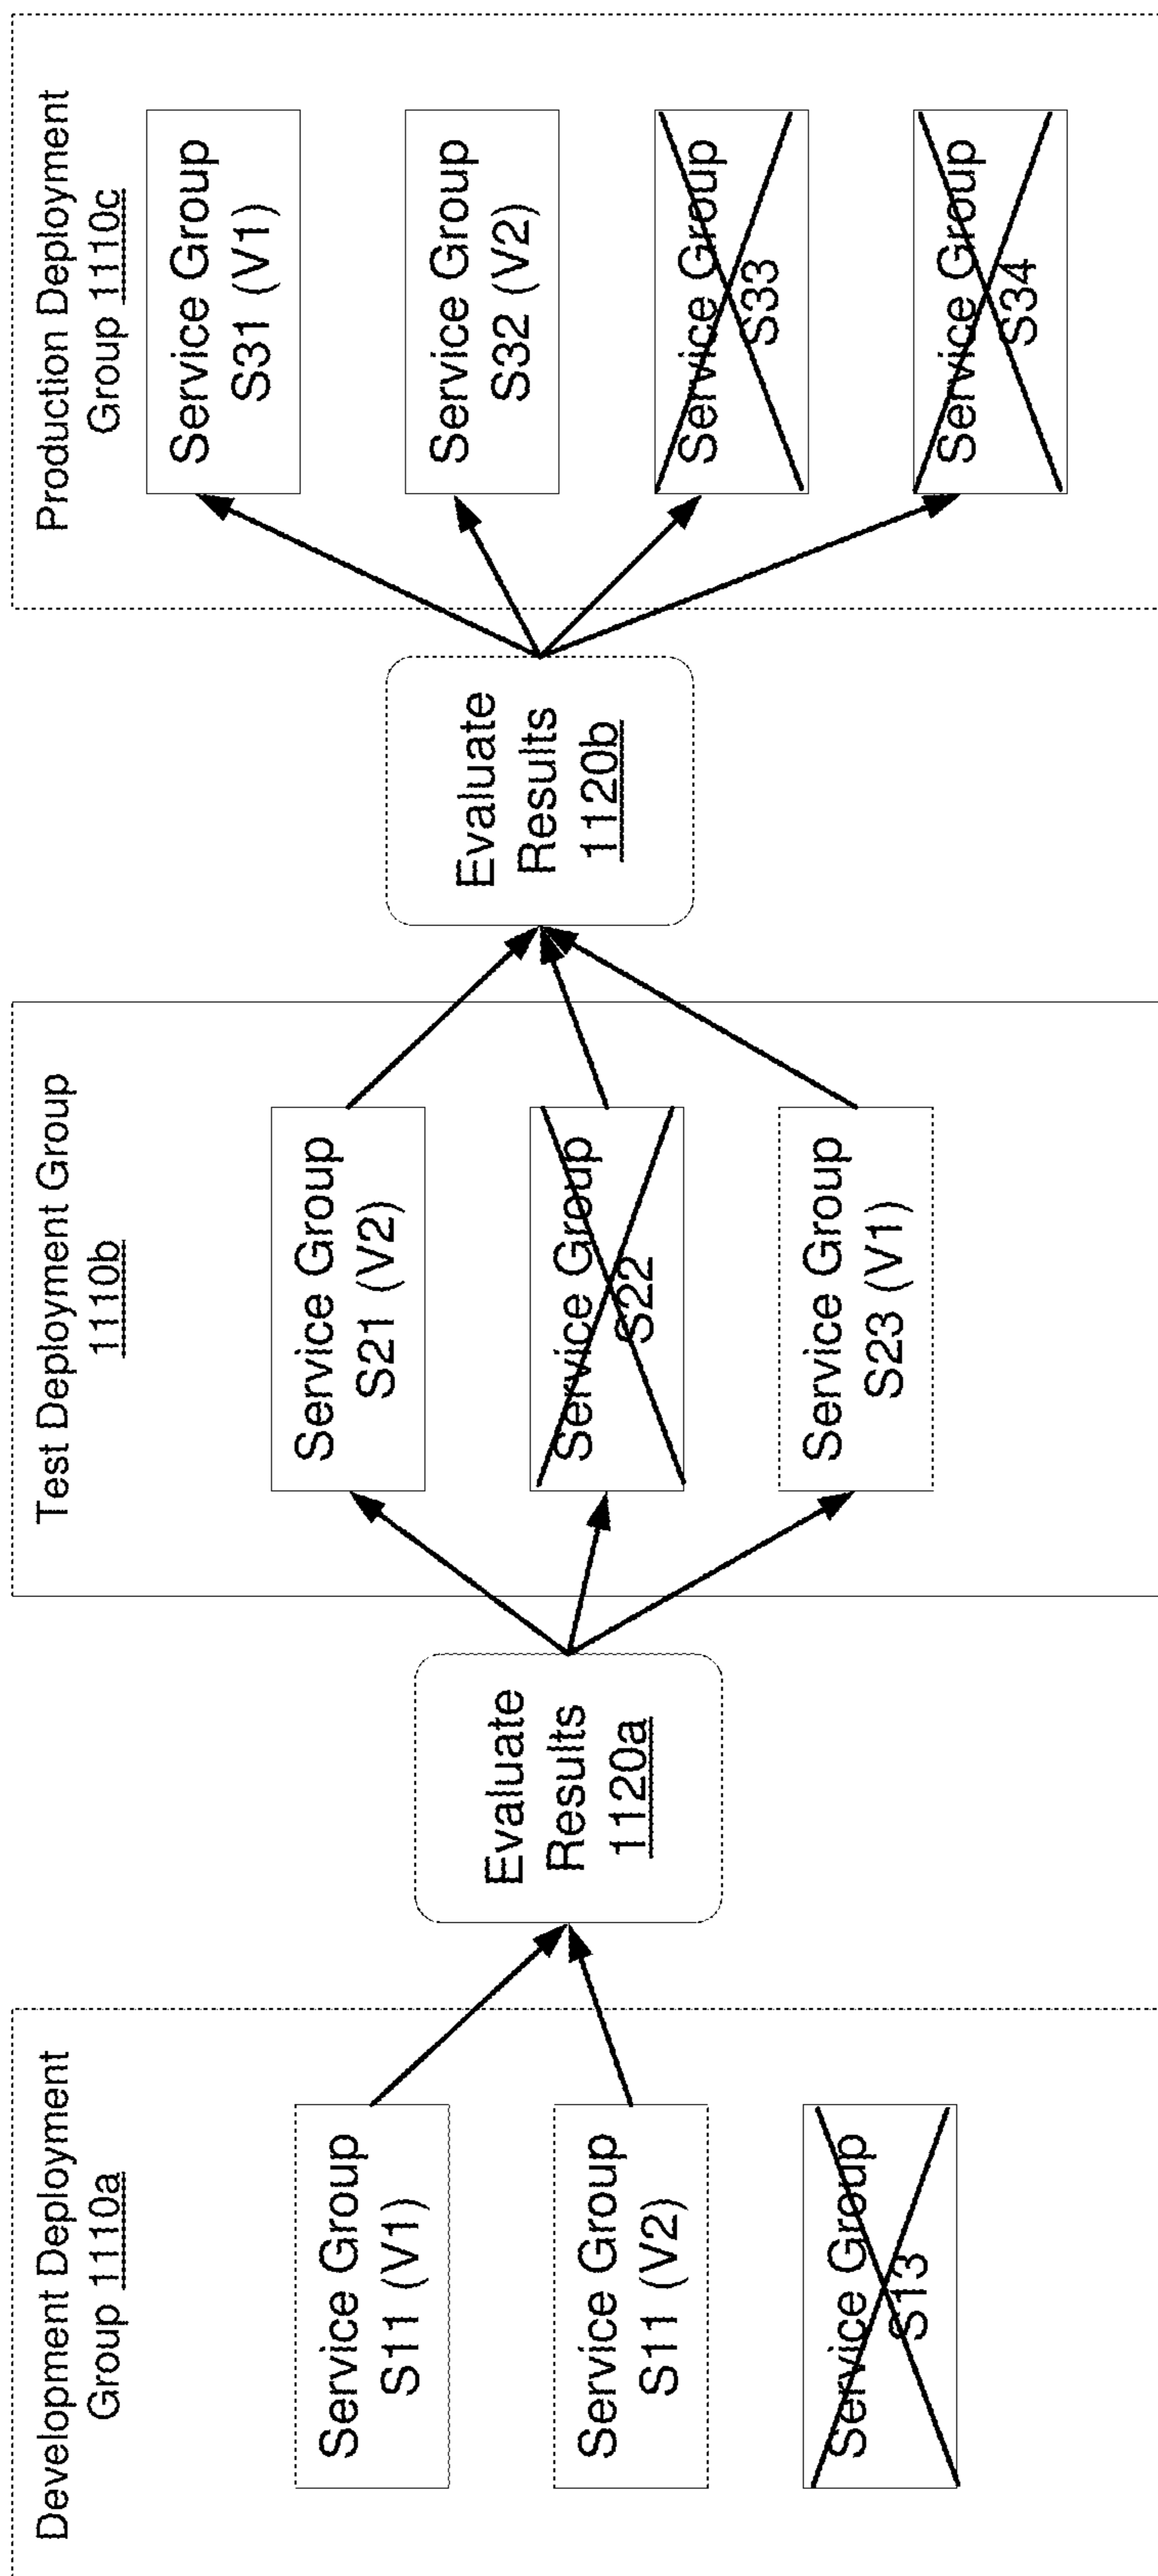 Development Deployment
Group 1110a
Service Group
S11 (V1)
Service Group
S11 (V2)
Service Group
S13
Evaluate
Results
1120a
Test Deployment Group
1110b
Service Group
S21 (V2)
Service Group
S22
Service Group
S23 (V1)
Evaluate
Results
1120b
Production Deployment
Group 1110c
Service Group
S31 (V1)
Service Group
S32 (V2)
Service Group
S33
Service Group
S34